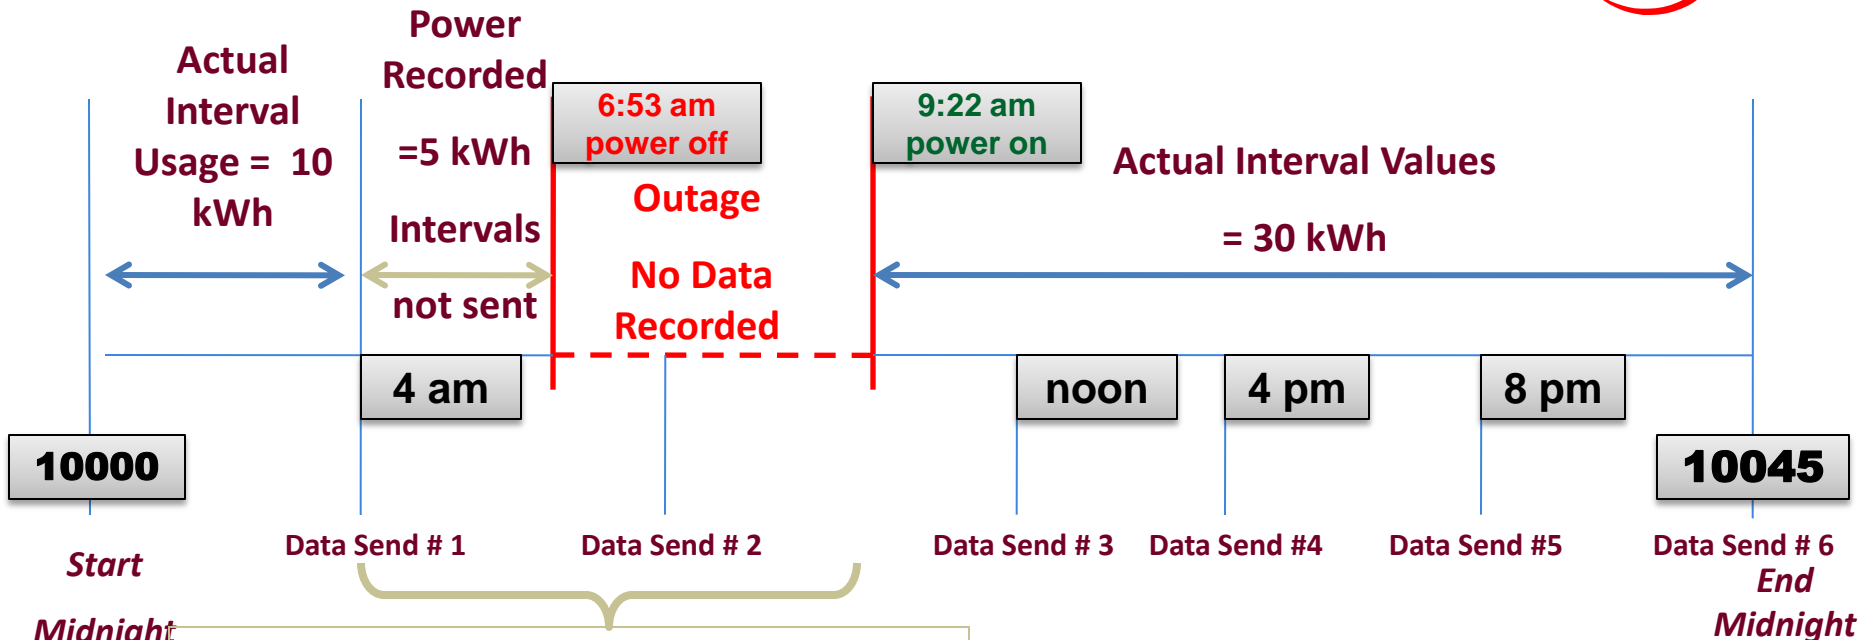 Actual
Interval
Usage =  10
kWh
Power
Recorded
=5 kWh
Intervals
not sent
6:53 am
power off
Outage
No Data
Recorded
9:22 am
power on
Actual Interval Values
= 30 kWh
4 am
noon
4 pm
8 pm
10000
10045
Start
Midnight
Data Send # 1
Data Send # 2
Data Send # 3
Data Send #4
Data Send #5
Data Send # 6
End
Midnight